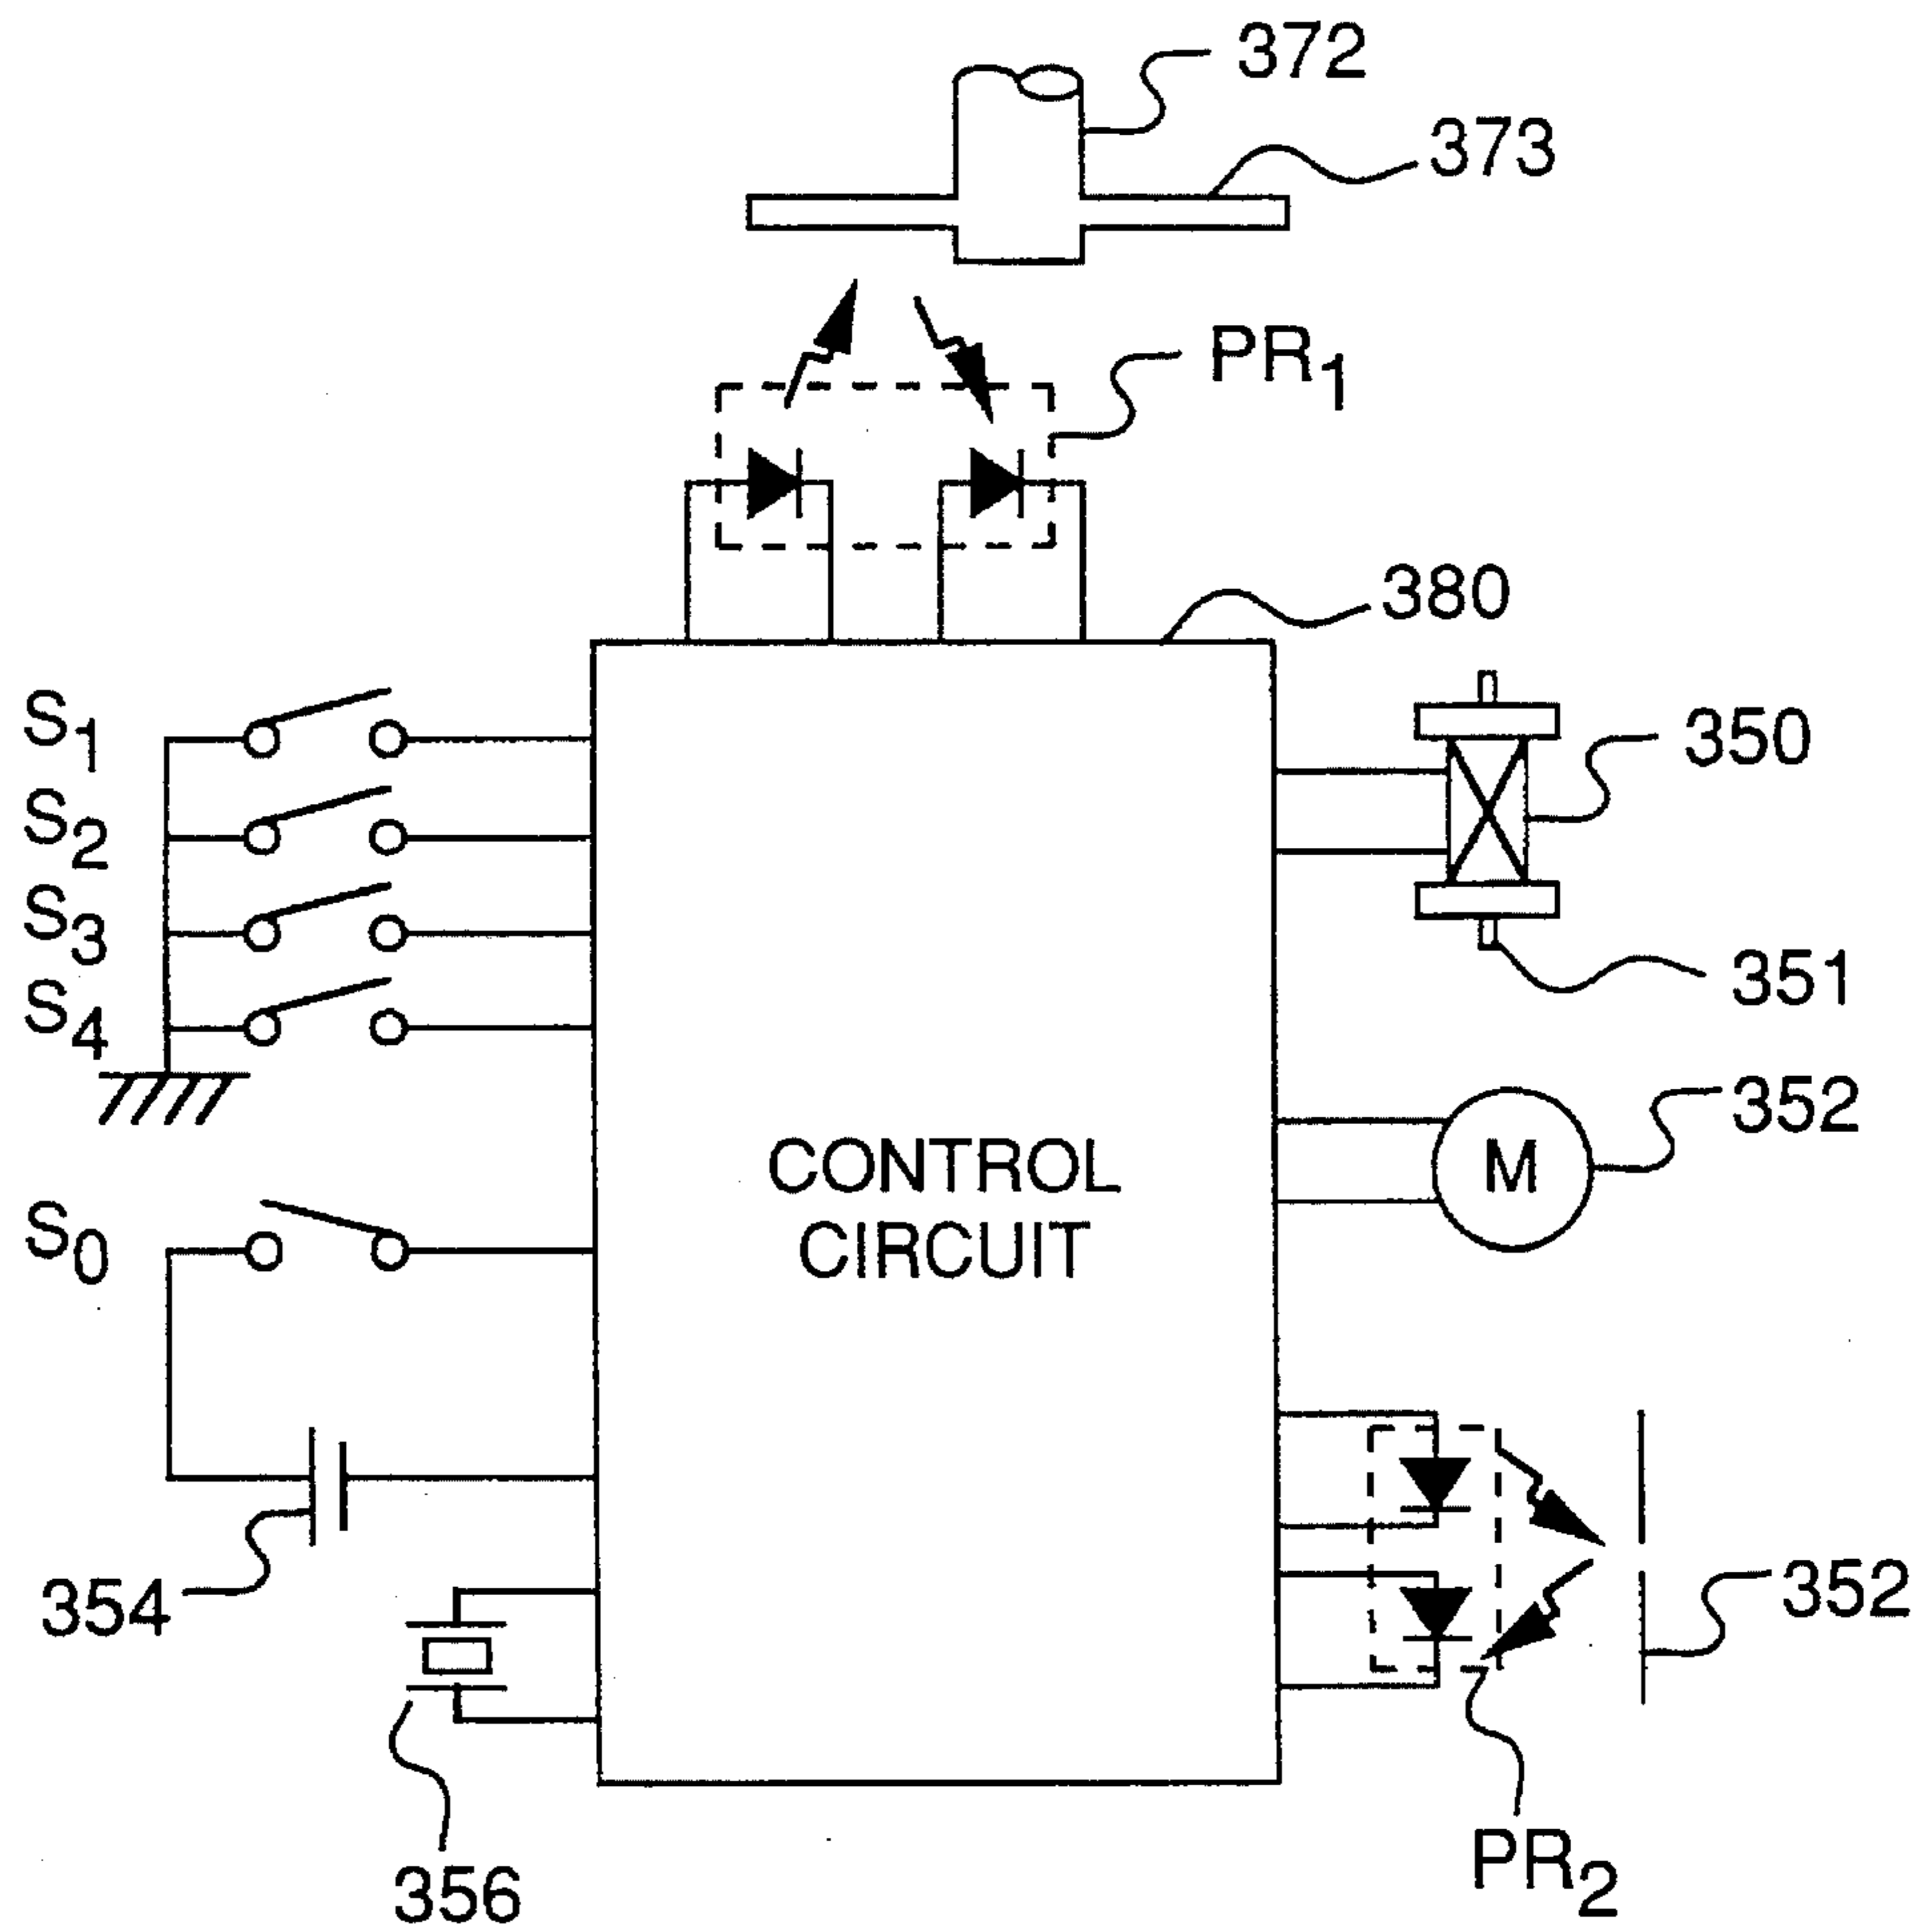 372
373
PR1
380
S1
350
S2
S3
351
S4
352
M
CONTROL
CIRCUIT
S0
354
352
356
PR2